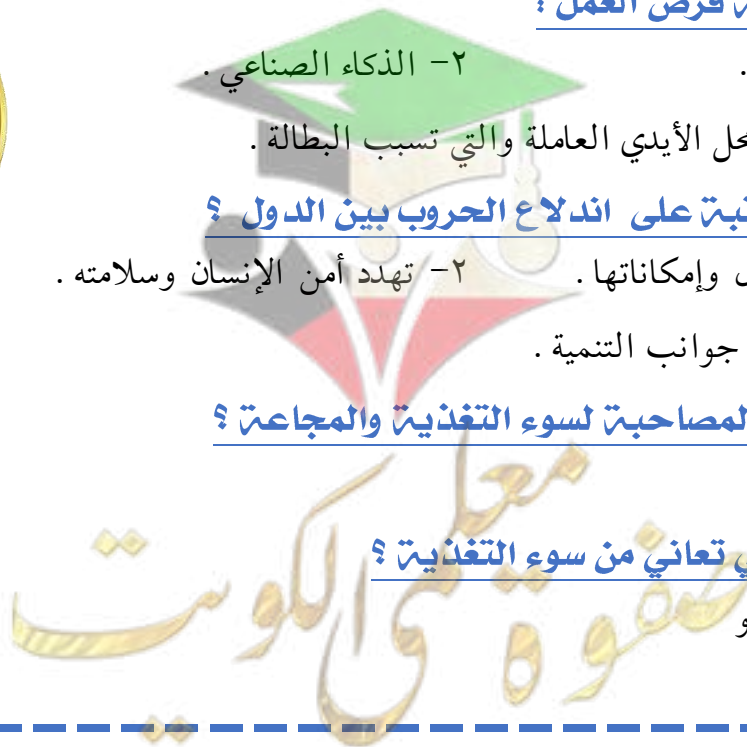 فرص العمل ؟
. ٢- الذكاء الصناعي .
الأيدي العاملة والتي تسبب البطالة .
على اندلاع الحروب بين الدول ؟
وإمكاناتها . ٢- تهدد أمن الإنسان وسلامته .
جوانب التنمية .
المصاحبة لسوء التغذية والمجاعة ؟
تعاني من سوء التغذية ؟
و
صفوة معلمي الكويت